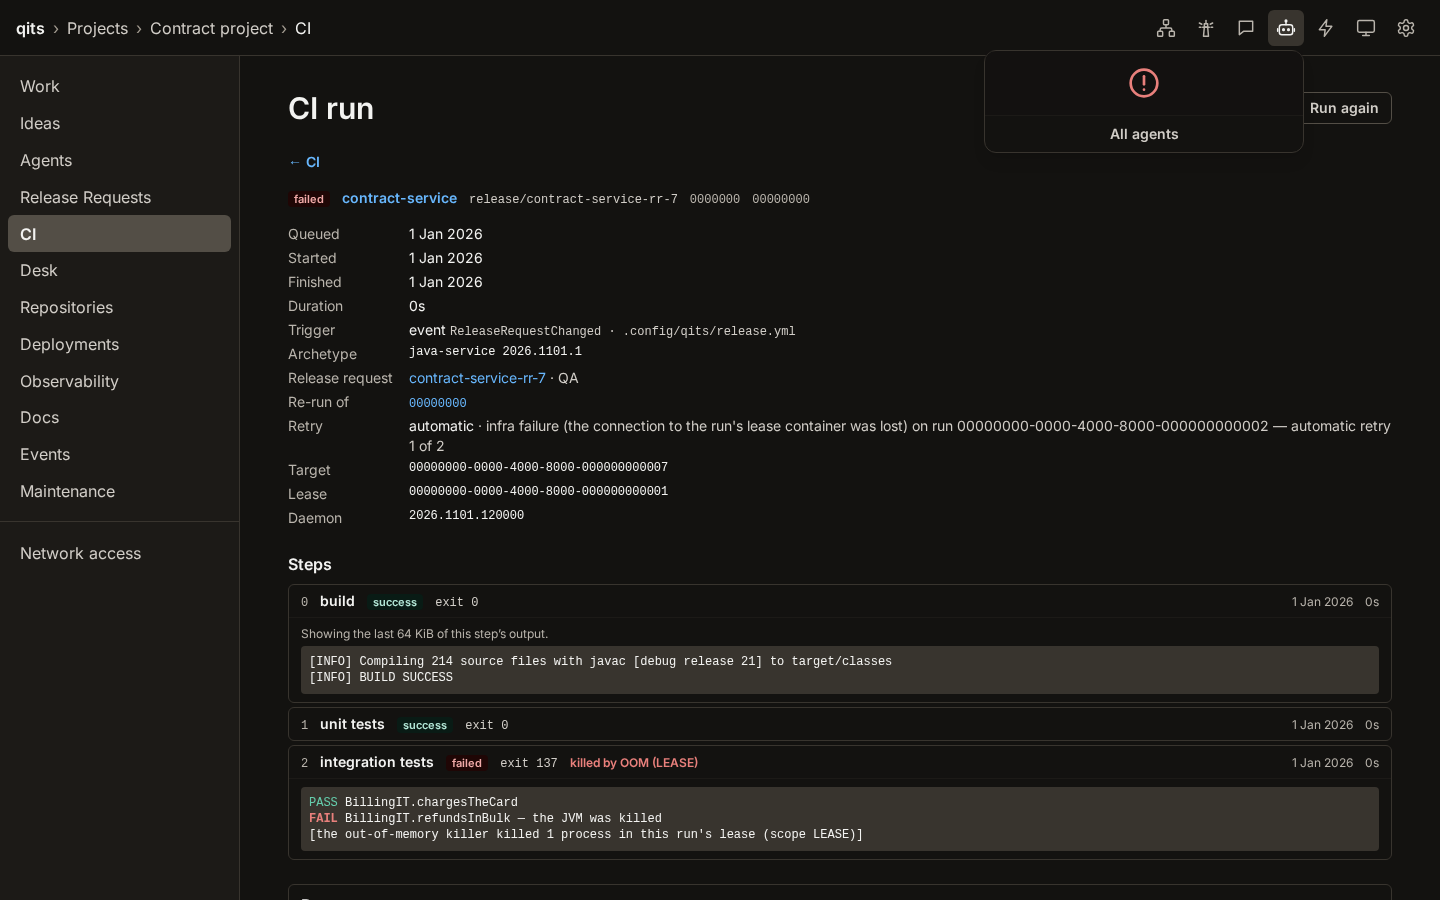 qits › Projects › Contract project › CI
Work
Ideas
Agents
Release Requests
CI
Desk
Repositories
Deployments
Observability
Docs
Events
Maintenance
Network access
All agents
CI run
Run again
← CI
failed contract-service release/contract-service-rr-7 0000000 00000000
Queued 1 Jan 2026
Started 1 Jan 2026
Finished 1 Jan 2026
Duration 0s
Trigger event ReleaseRequestChanged · .config/qits/release.yml
Archetype java-service 2026.1101.1
Release request contract-service-rr-7 · QA
Re-run of 00000000
Retry automatic · infra failure (the connection to the run's lease container was lost) on run 00000000-0000-4000-8000-000000000002 — automatic retry
1 of 2
Target 00000000-0000-4000-8000-000000000007
Lease 00000000-0000-4000-8000-000000000001
Daemon 2026.1101.120000
Steps
0 build success exit 0 1 Jan 2026 0s
Showing the last 64 KiB of this step’s output.
[INFO] Compiling 214 source files with javac [debug release 21] to target/classes
[INFO] BUILD SUCCESS
1 unit tests success exit 0 1 Jan 2026 0s
2 integration tests failed exit 137 killed by OOM (LEASE) 1 Jan 2026 0s
PASS BillingIT.chargesTheCard
FAIL BillingIT.refundsInBulk — the JVM was killed
[the out-of-memory killer killed 1 process in this run's lease (scope LEASE)]